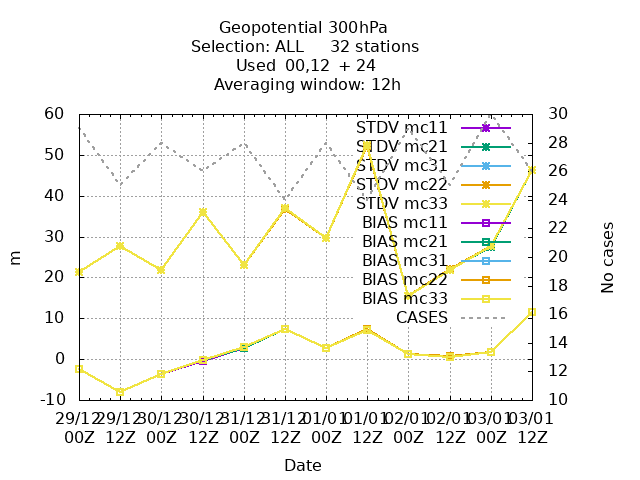 Geopotential 300hPa
Selection: ALL 32 stations
Used 00,12 + 24
Averaging window: 12h
60 30
50 28
40 26
30 24
20 22
10 20
0 18
-10 16
14
12
10
m
No cases
STDV mc11
STDV mc21
STDV mc31
STDV mc22
STDV mc33
BIAS mc11
BIAS mc21
BIAS mc31
BIAS mc22
BIAS mc33
CASES
29/12 29/12 30/12 30/12 31/12 31/12 01/01 01/01 02/01 02/01 03/01 03/01
00Z 12Z 00Z 12Z 00Z 12Z 00Z 12Z 00Z 12Z 00Z 12Z
Date